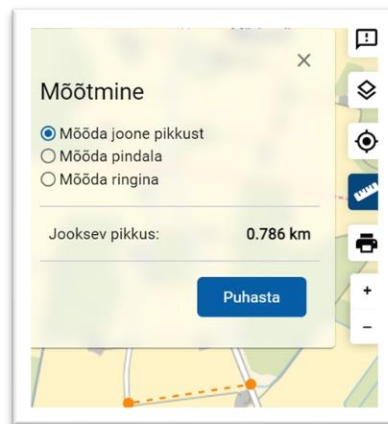 Mõõtmine
Mõõda joone pikkust
Mõõda pindala
Mõõda ringina
Jooksev pikkus: 0.786 km
Puhasta
+
−